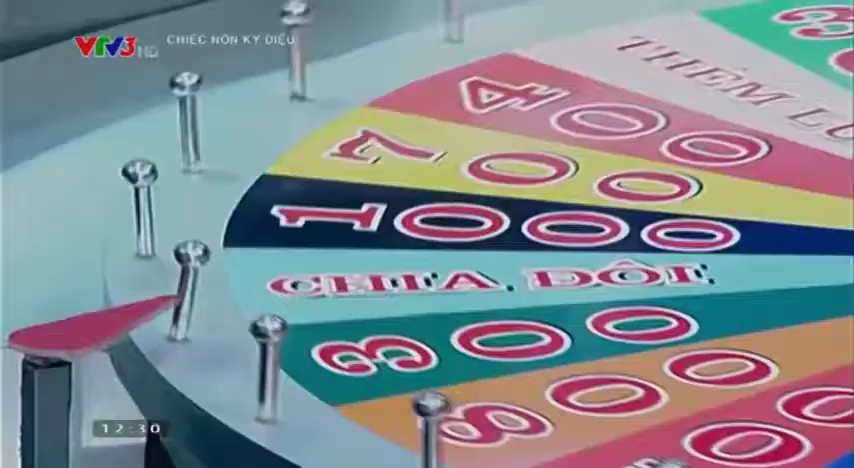 VTV3 HD
CHIẾC NÓN KỲ DIỆU
THÊM LƯ
400
700
1000
CHIA ĐÔI
300
800
12:30